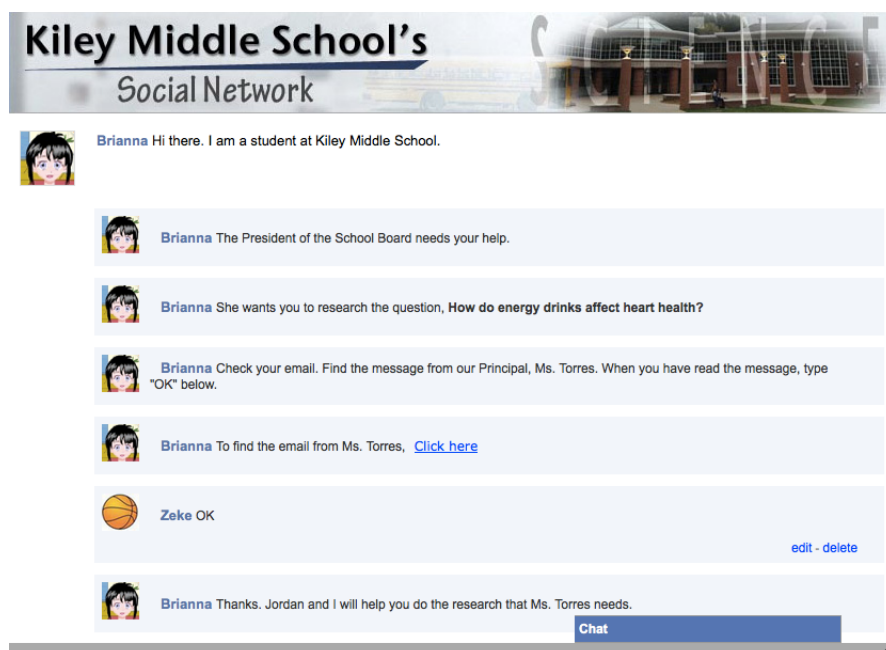 Kiley Middle School's
Social Network
SCIENCE
Brianna Hi there. I am a student at Kiley Middle School.
Brianna The President of the School Board needs your help.
Brianna She wants you to research the question, How do energy drinks affect heart health?
Brianna Check your email. Find the message from our Principal, Ms. Torres. When you have read the message, type
"OK" below.
Brianna To find the email from Ms. Torres, Click here
Zeke OK
edit - delete
Brianna Thanks. Jordan and I will help you do the research that Ms. Torres needs.
Chat